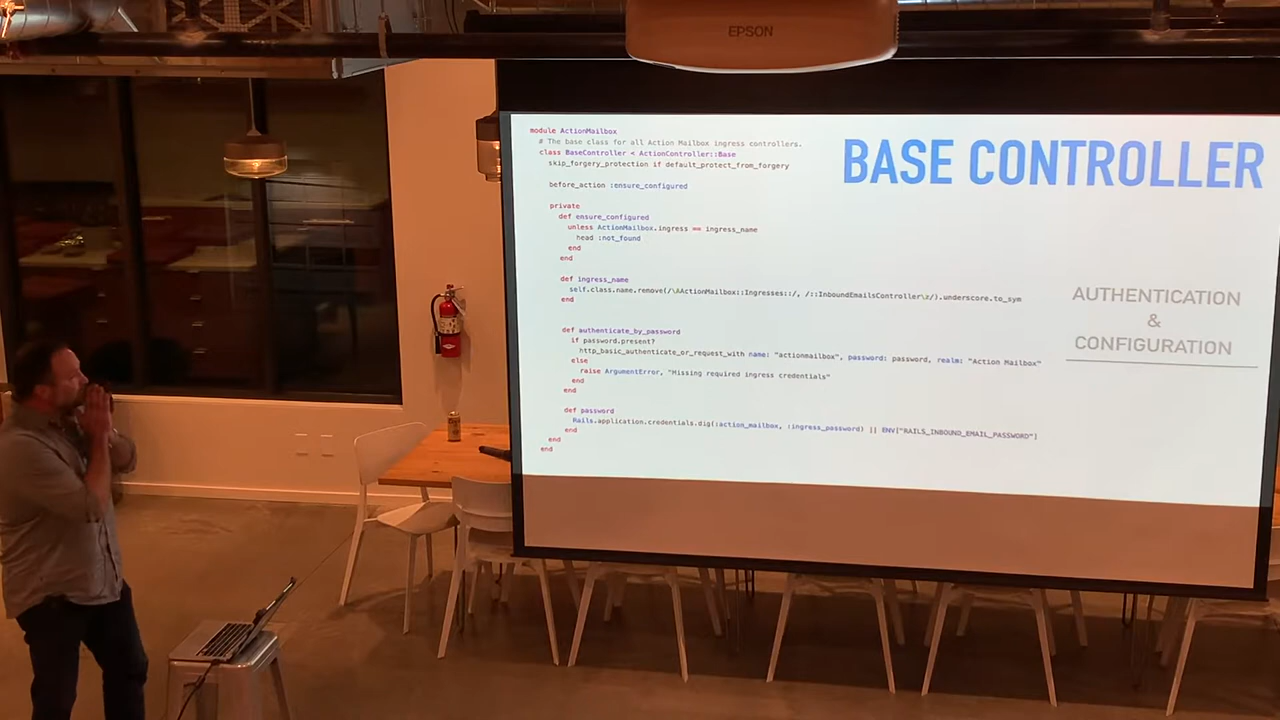 EPSON
BASE CONTROLLER
module ActionMailbox
# The base class for all Action Mailbox ingress controllers.
class BaseController < ActionController::Base
skip_forgery_protection if default_protect_from_forgery
before_action :ensure_configured
private
def ensure_configured
unless ActionMailbox.ingress == ingress_name
head :not_found
end
end
def ingress_name
self.class.name.remove(/\AActionMailbox::Ingresses::/, /::InboundEmailsController\z/).underscore.to_sym
end
def authenticate_by_password
if password.present?
http_basic_authenticate_or_request_with name: "actionmailbox", password: password, realm: "Action Mailbox"
else
raise ArgumentError, "Missing required ingress credentials"
end
end
def password
Rails.application.credentials.dig(:action_mailbox, :ingress_password) || ENV["RAILS_INBOUND_EMAIL_PASSWORD"]
end
end
end
AUTHENTICATION
&
CONFIGURATION